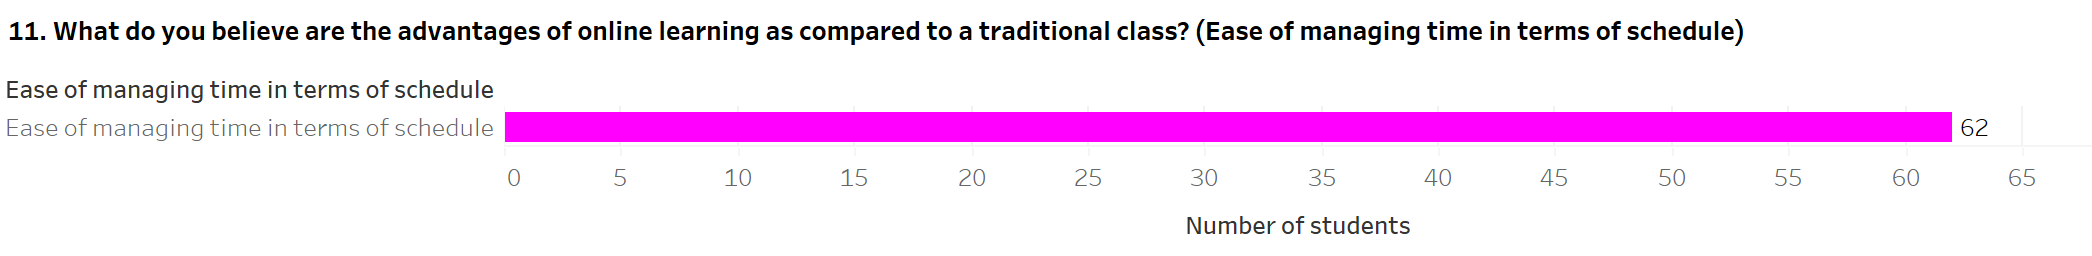 11. What do you believe are the advantages of online learning as compared to a traditional class? (Ease of managing time in terms of schedule)
Ease of managing time in terms of schedule
Ease of managing time in terms of schedule 62
0 5 10 15 20 25 30 35 40 45 50 55 60 65
Number of students